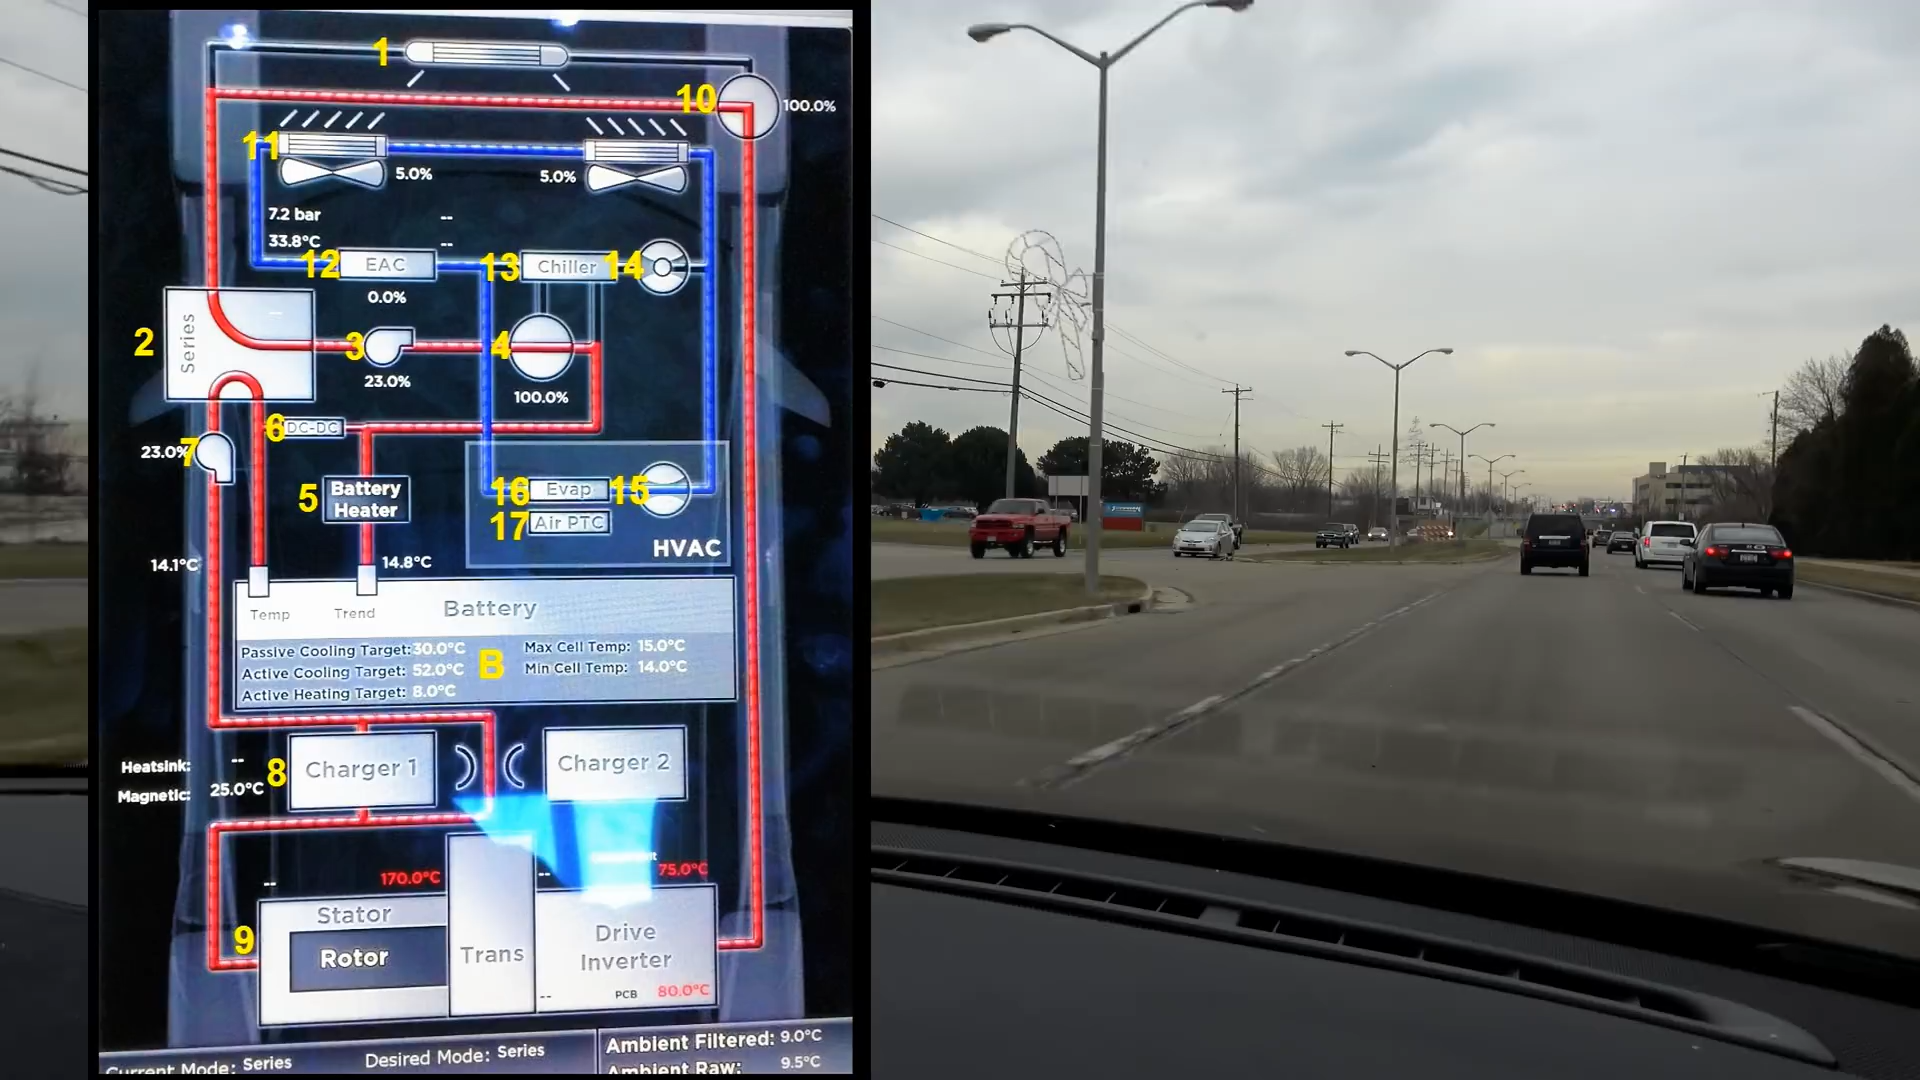 1
10
100.0%
11
5.0%
5.0%
7.2 bar
--
33.8°C
--
12
EAC
13
Chiller
14
0.0%
2
Series
--
3
4
23.0%
100.0%
6
DC-DC
23.0%
7
5
Battery
Heater
16
Evap
15
17
Air PTC
HVAC
14.1°C
14.8°C
Temp
Trend
Battery
Passive Cooling Target: 30.0°C
Active Cooling Target: 52.0°C
Active Heating Target: 8.0°C
B
Max Cell Temp: 15.0°C
Min Cell Temp: 14.0°C
Heatsink: --
Magnetic: 25.0°C
8
Charger 1
Charger 2
--
170.0°C
--
75.0°C
9
Stator
Rotor
Trans
Drive
Inverter
--
PCB 80.0°C
Current Mode: Series
Desired Mode: Series
Ambient Filtered: 9.0°C
Ambient Raw: 9.5°C